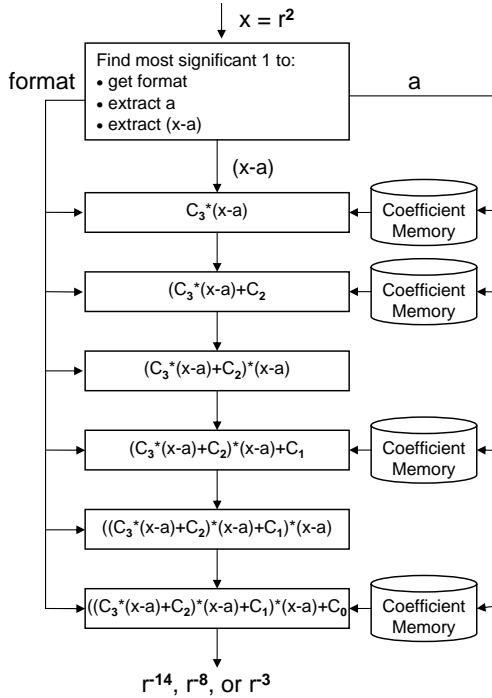 x = r²
format
Find most significant 1 to:
• get format
• extract a
• extract (x-a)
a
(x-a)
C₃*(x-a)
Coefficient
Memory
(C₃*(x-a)+C₂
Coefficient
Memory
(C₃*(x-a)+C₂)*(x-a)
(C₃*(x-a)+C₂)*(x-a)+C₁
Coefficient
Memory
((C₃*(x-a)+C₂)*(x-a)+C₁)*(x-a)
((C₃*(x-a)+C₂)*(x-a)+C₁)*(x-a)+C₀
Coefficient
Memory
r⁻¹⁴, r⁻⁸, or r⁻³